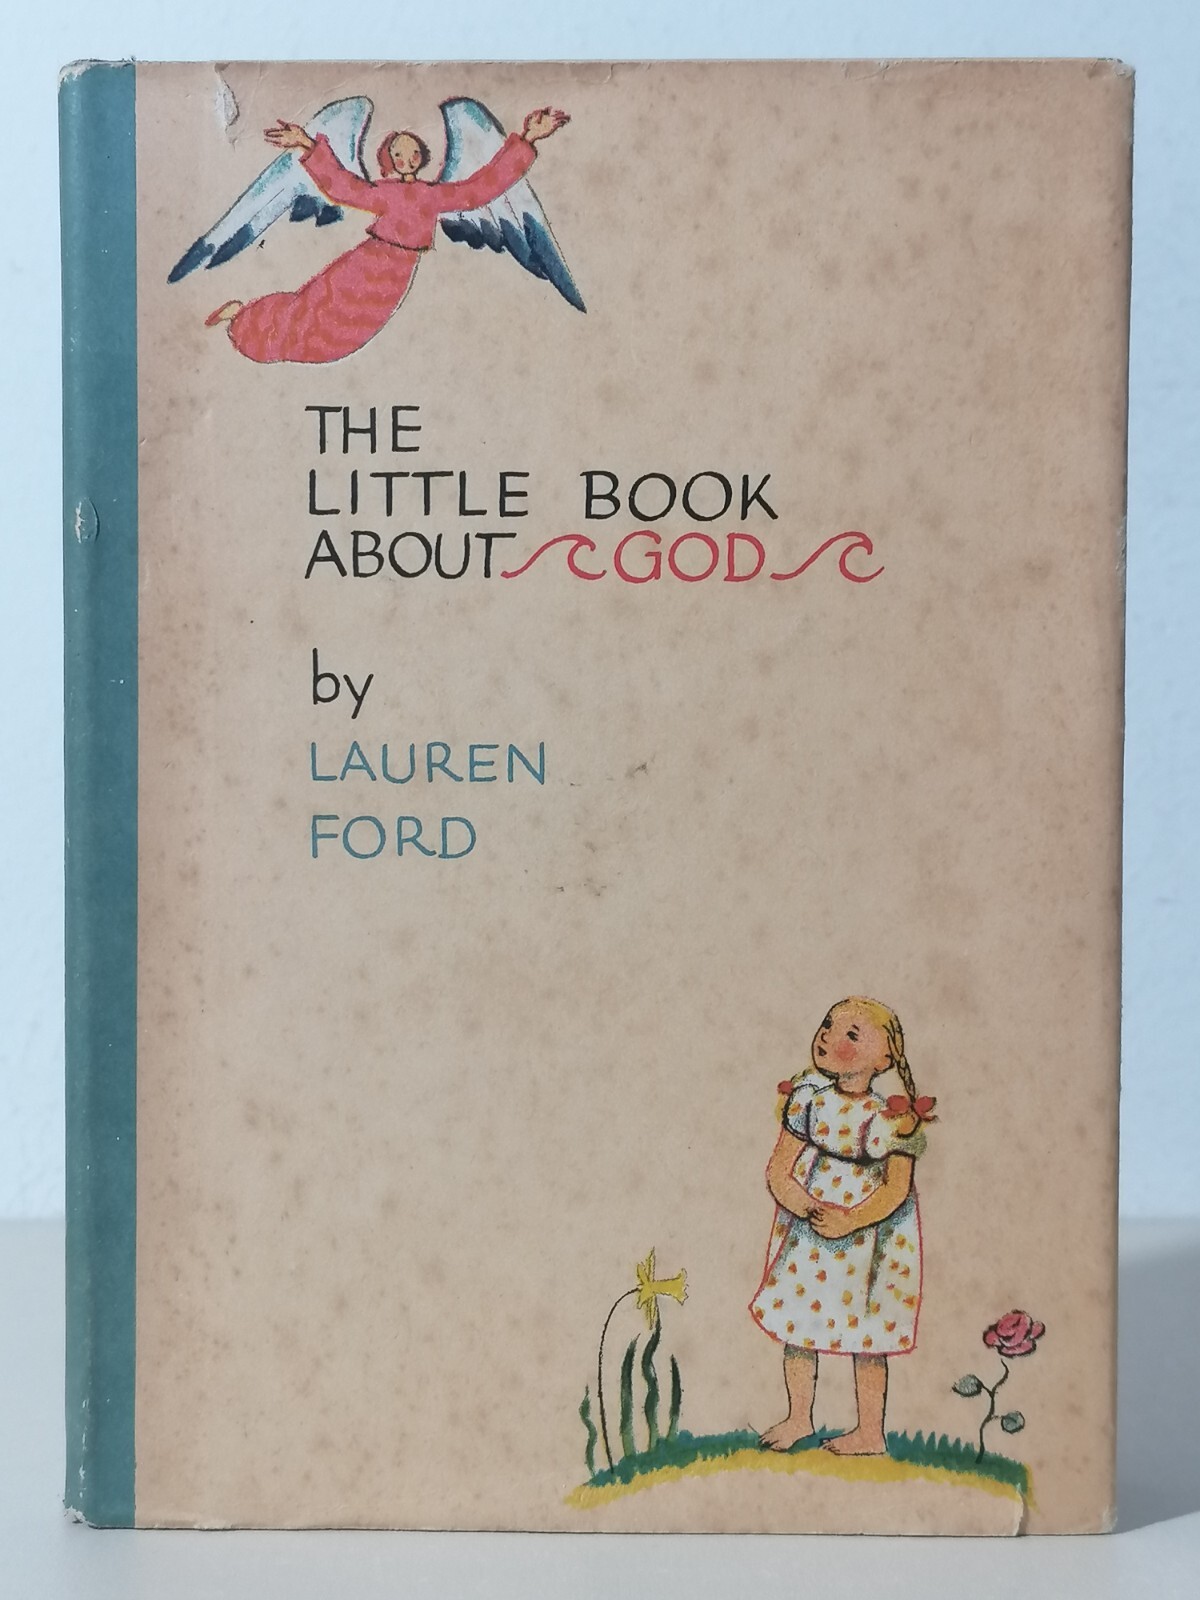 THE
LITTLE BOOK
ABOUT GOD
by
LAUREN
FORD